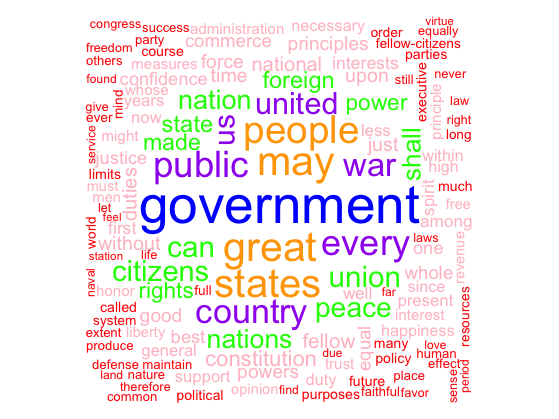 congress success administration necessary virtue
freedom party commerce principles order fellow-citizens equally
others course measures force national interests parties
found confidence time upon still never
mind whose years nation foreign power executive principle law
give ever now state made united us people less just shall right long
service might
justice public may war within high
limits must men duties spirit much
let feel government free among
world first without can great every laws one revenue
station life citizens states union whole since
naval honor rights full well far present
called good country peace interest resources
system extent liberty best nations fellow equal happiness
produce general constitution due many love
defense nature support powers trust policy human effect
land therefore duty future place sense period
common political opinion find purposes faithful favor